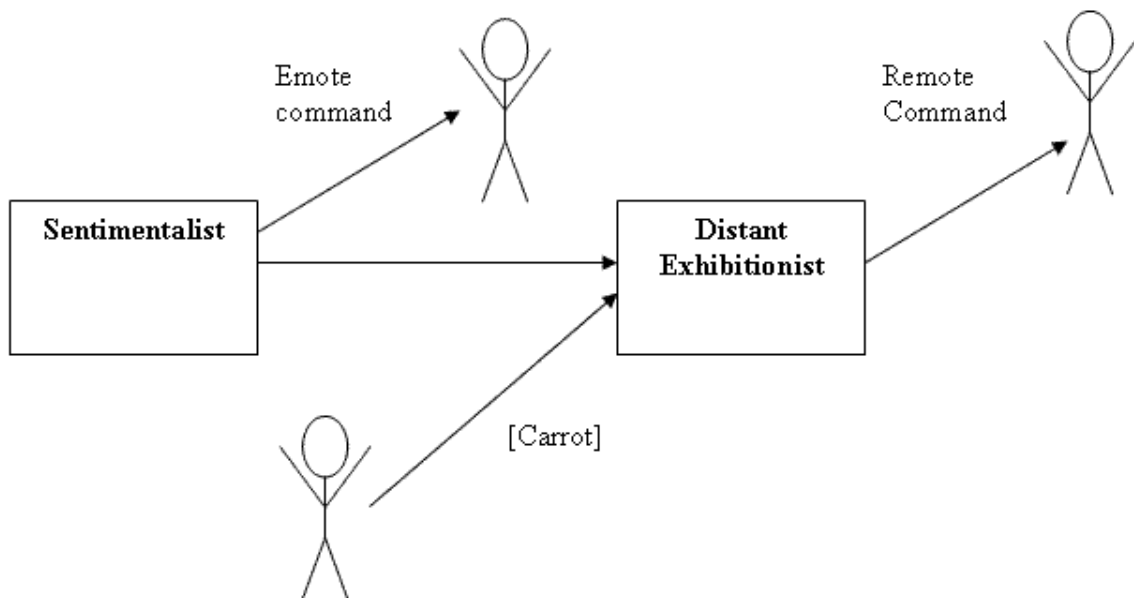 Emote
command
Remote
Command
Sentimentalist
Distant
Exhibitionist
[Carrot]